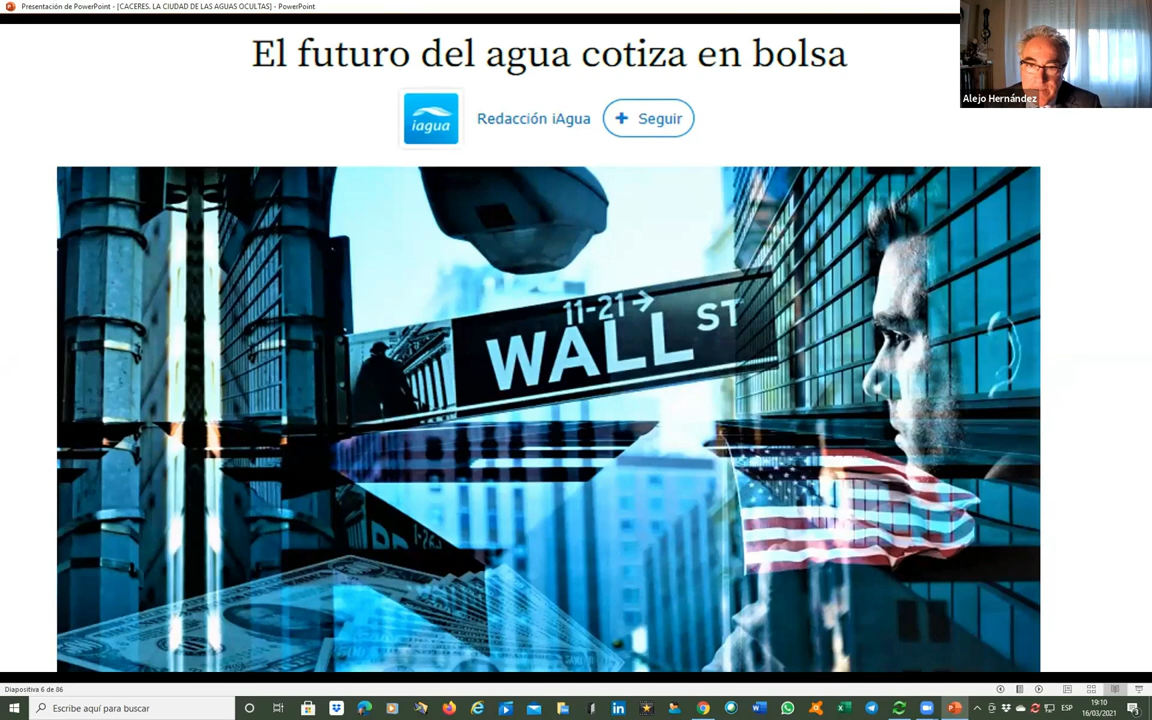 Presentación de PowerPoint - [CACERES. LA CIUDAD DE LAS AGUAS OCULTAS] - PowerPoint
El futuro del agua cotiza en bolsa
Alejo Hernández
iagua
Redacción iAgua
+ Seguir
11-21→
WALL ST
Diapositiva 6 de 86
Escribe aquí para buscar
ESP
19:10
16/03/2021
3